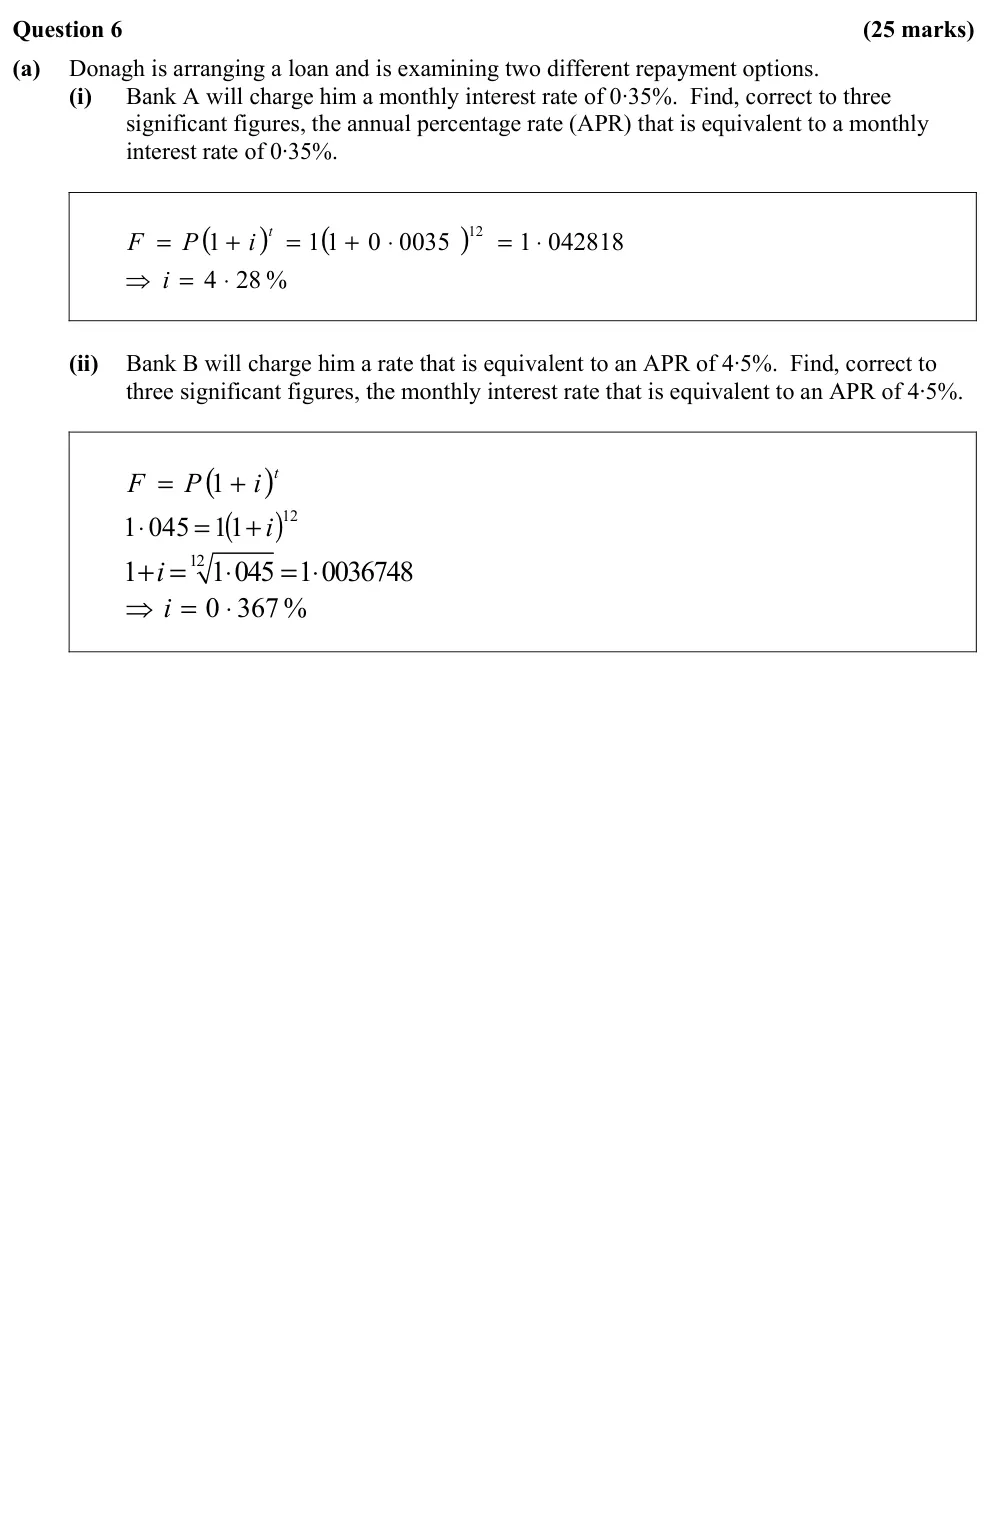 Question 6 (25 marks)
(a) Donagh is arranging a loan and is examining two different repayment options.
(i) Bank A will charge him a monthly interest rate of 0·35%. Find, correct to three
significant figures, the annual percentage rate (APR) that is equivalent to a monthly
interest rate of 0·35%.
F = P(1 + i)^t = 1(1 + 0·0035)^12 = 1·042818
⇒ i = 4·28%
(ii) Bank B will charge him a rate that is equivalent to an APR of 4·5%. Find, correct to
three significant figures, the monthly interest rate that is equivalent to an APR of 4·5%.
F = P(1 + i)^t
1·045 = 1(1 + i)^12
1 + i = ¹²√1·045 = 1·0036748
⇒ i = 0·367%